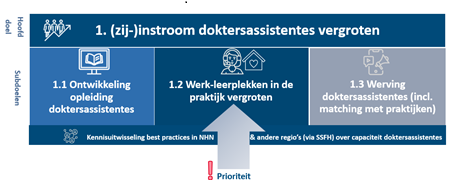 Hoofd
doel
1. (zij-)instroom doktersassistentes vergroten
Subdoelen
1.1 Ontwikkeling
opleiding
doktersassistentes
1.2 Werk-leerplekken in de
praktijk vergroten
1.3 Werving
doktersassistentes (incl.
matching met praktijken)
Kennisuitwisseling best practices in NHN & andere regio's (via SSFH) over capaciteit doktersassistentes
Prioriteit